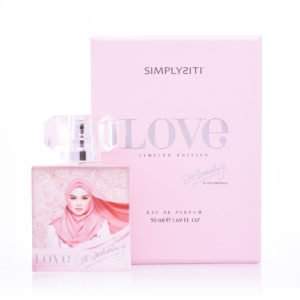 SIMPLYSITI
LOVE
LIMITED EDITION
EAU DE PARFUM
50 ml e 1.69 FL. OZ
LOVE